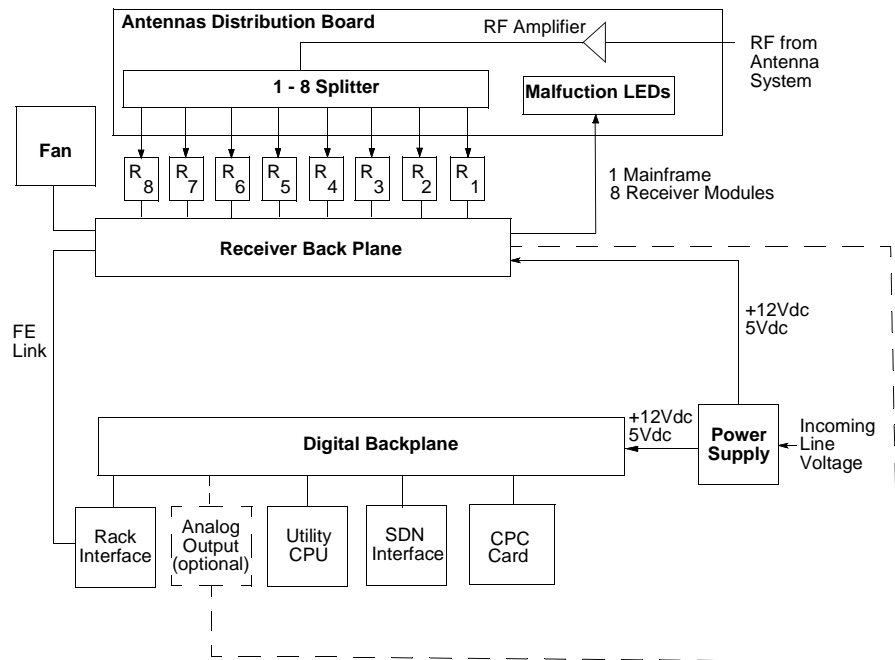 Antennas Distribution Board
RF Amplifier
RF from
Antenna
System
1 - 8 Splitter
Malfuction LEDs
Fan
R
8
R
7
R
6
R
5
R
4
R
3
R
2
R
1
1 Mainframe
8 Receiver Modules
Receiver Back Plane
FE
Link
+12Vdc
5Vdc
+12Vdc
5Vdc
Digital Backplane
Power
Supply
Incoming
Line
Voltage
Rack
Interface
Analog
Output
(optional)
Utility
CPU
SDN
Interface
CPC
Card